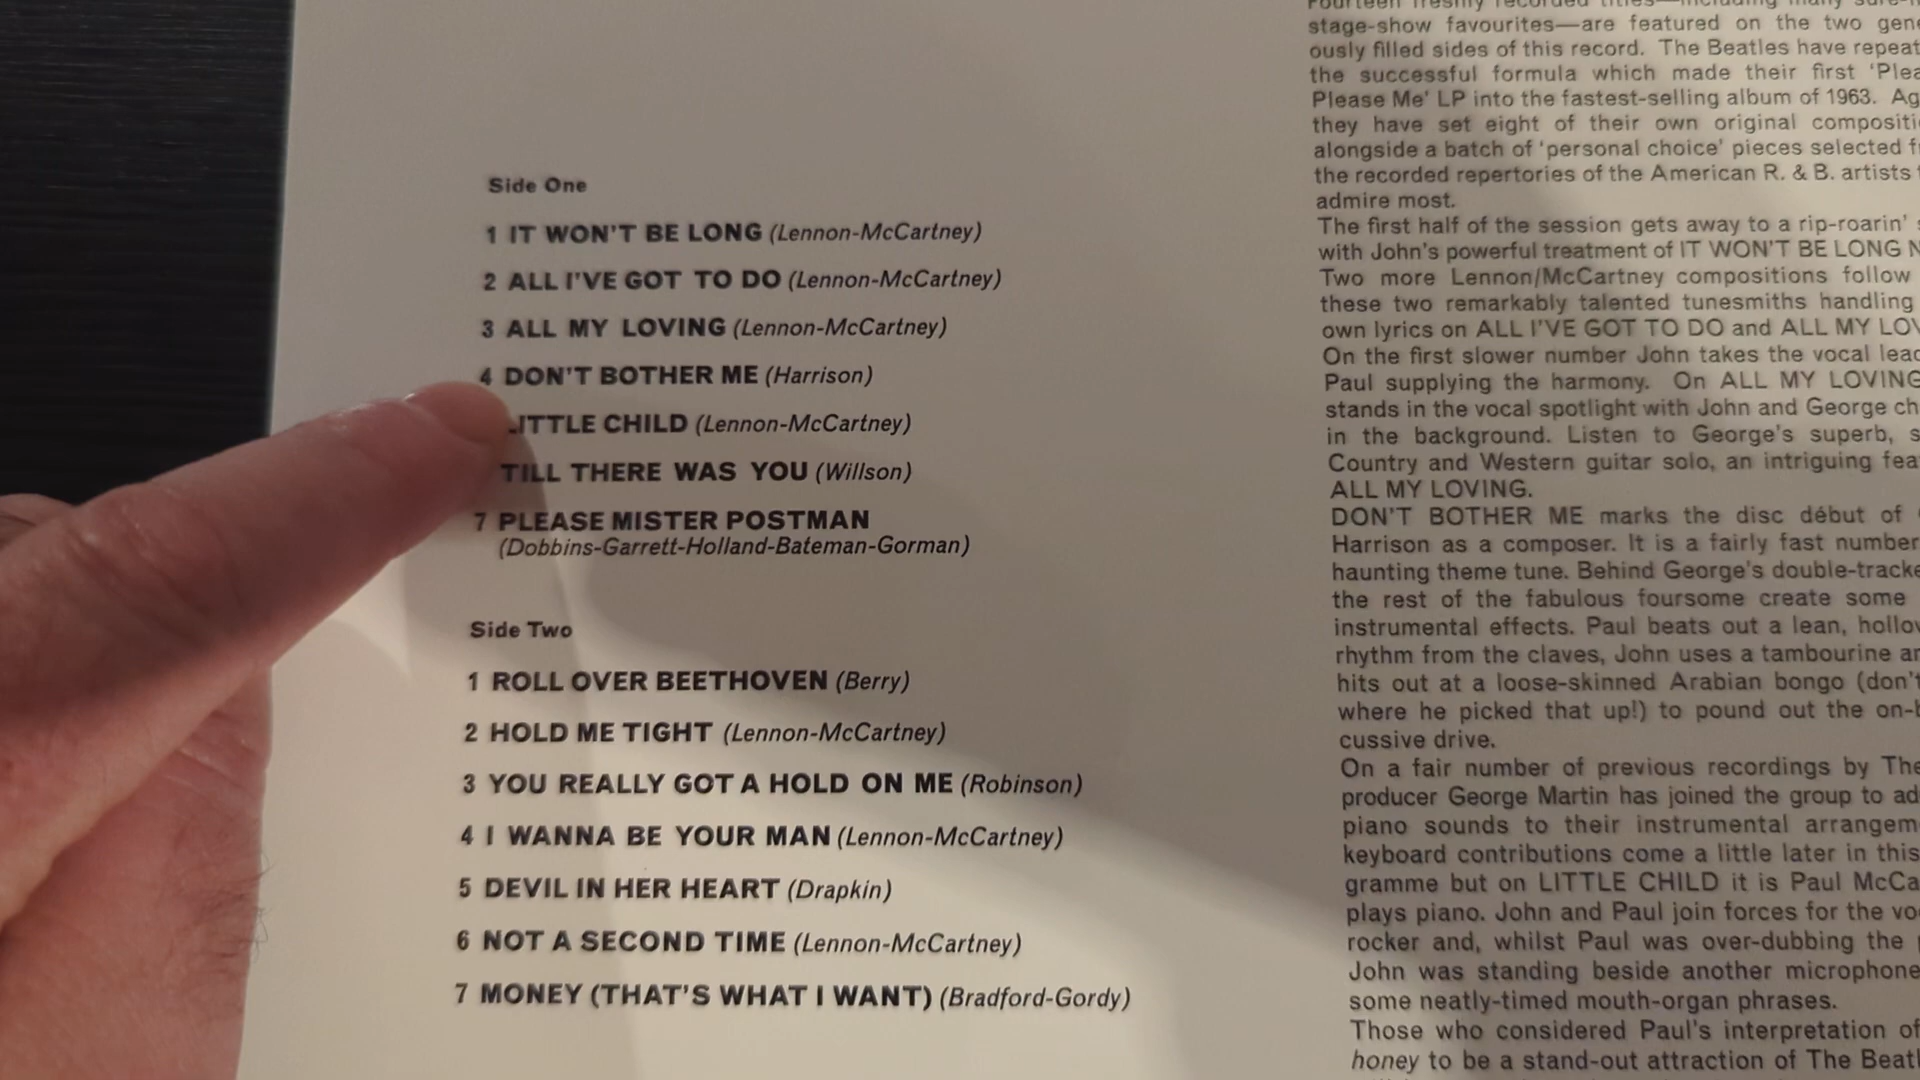 Side One
1 IT WON'T BE LONG (Lennon-McCartney)
2 ALL I'VE GOT TO DO (Lennon-McCartney)
3 ALL MY LOVING (Lennon-McCartney)
4 DON'T BOTHER ME (Harrison)
LITTLE CHILD (Lennon-McCartney)
TILL THERE WAS YOU (Willson)
7 PLEASE MISTER POSTMAN
(Dobbins-Garrett-Holland-Bateman-Gorman)
Side Two
1 ROLL OVER BEETHOVEN (Berry)
2 HOLD ME TIGHT (Lennon-McCartney)
3 YOU REALLY GOT A HOLD ON ME (Robinson)
4 I WANNA BE YOUR MAN (Lennon-McCartney)
5 DEVIL IN HER HEART (Drapkin)
6 NOT A SECOND TIME (Lennon-McCartney)
7 MONEY (THAT'S WHAT I WANT) (Bradford-Gordy)
Fourteen freshly recorded titles—including many
stage-show favourites—are featured on the two
ously filled sides of this record. The Beatles have
the successful formula which made their first
Please Me' LP into the fastest-selling album of 1963.
they have set eight of their own original
alongside a batch of 'personal choice' pieces selected
the recorded repertories of the American R. & B. artists
admire most.
The first half of the session gets away to a rip-roarin'
with John's powerful treatment of IT WON'T BE LONG
Two more Lennon/McCartney compositions follow
these two remarkably talented tunesmiths handling
own lyrics on ALL I'VE GOT TO DO and ALL MY
On the first slower number John takes the vocal
Paul supplying the harmony. On ALL MY LOVING
stands in the vocal spotlight with John and George
in the background. Listen to George's superb,
Country and Western guitar solo, an intriguing
ALL MY LOVING.
DON'T BOTHER ME marks the disc début of
Harrison as a composer. It is a fairly fast number
haunting theme tune. Behind George's
the rest of the fabulous foursome create some
instrumental effects. Paul beats out a lean,
rhythm from the claves, John uses a tambourine
hits out at a loose-skinned Arabian bongo (don't
where he picked that up!) to pound out the
cussive drive.
On a fair number of previous recordings by The
producer George Martin has joined the group to
piano sounds to their instrumental
keyboard contributions come a little later in this
gramme but on LITTLE CHILD it is Paul
plays piano. John and Paul join forces for the
rocker and, whilst Paul was over-dubbing the
John was standing beside another microphone
some neatly-timed mouth-organ phrases.
Those who considered Paul's interpretation of
honey to be a stand-out attraction of The